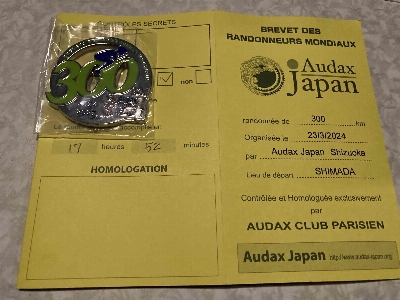 CONTRÔLES SECRETS
300
non
17 heures 52 minutes
HOMOLOGATION
BREVET DES
RANDONNEURS MONDIAUX
Audax
Japan
randonnée de 300 km
Organisée le 23/3/2024
par Audax Japan Shizuoka
Lieu de départ SHIMADA
Contrôlée et Homologuée exclusivement
par
AUDAX CLUB PARISIEN
Audax Japan http://www.audax-japan.org/